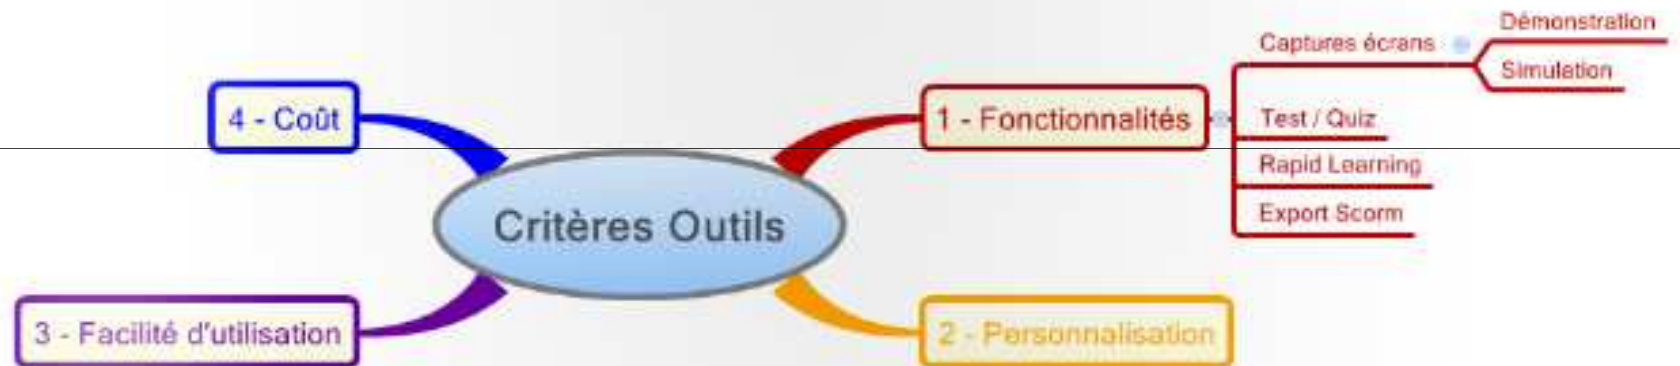 Critères Outils
1 - Fonctionnalités
Captures écrans
Démonstration
Simulation
Test / Quiz
Rapid Learning
Export Scorm
2 - Personnalisation
3 - Facilité d'utilisation
4 - Coût